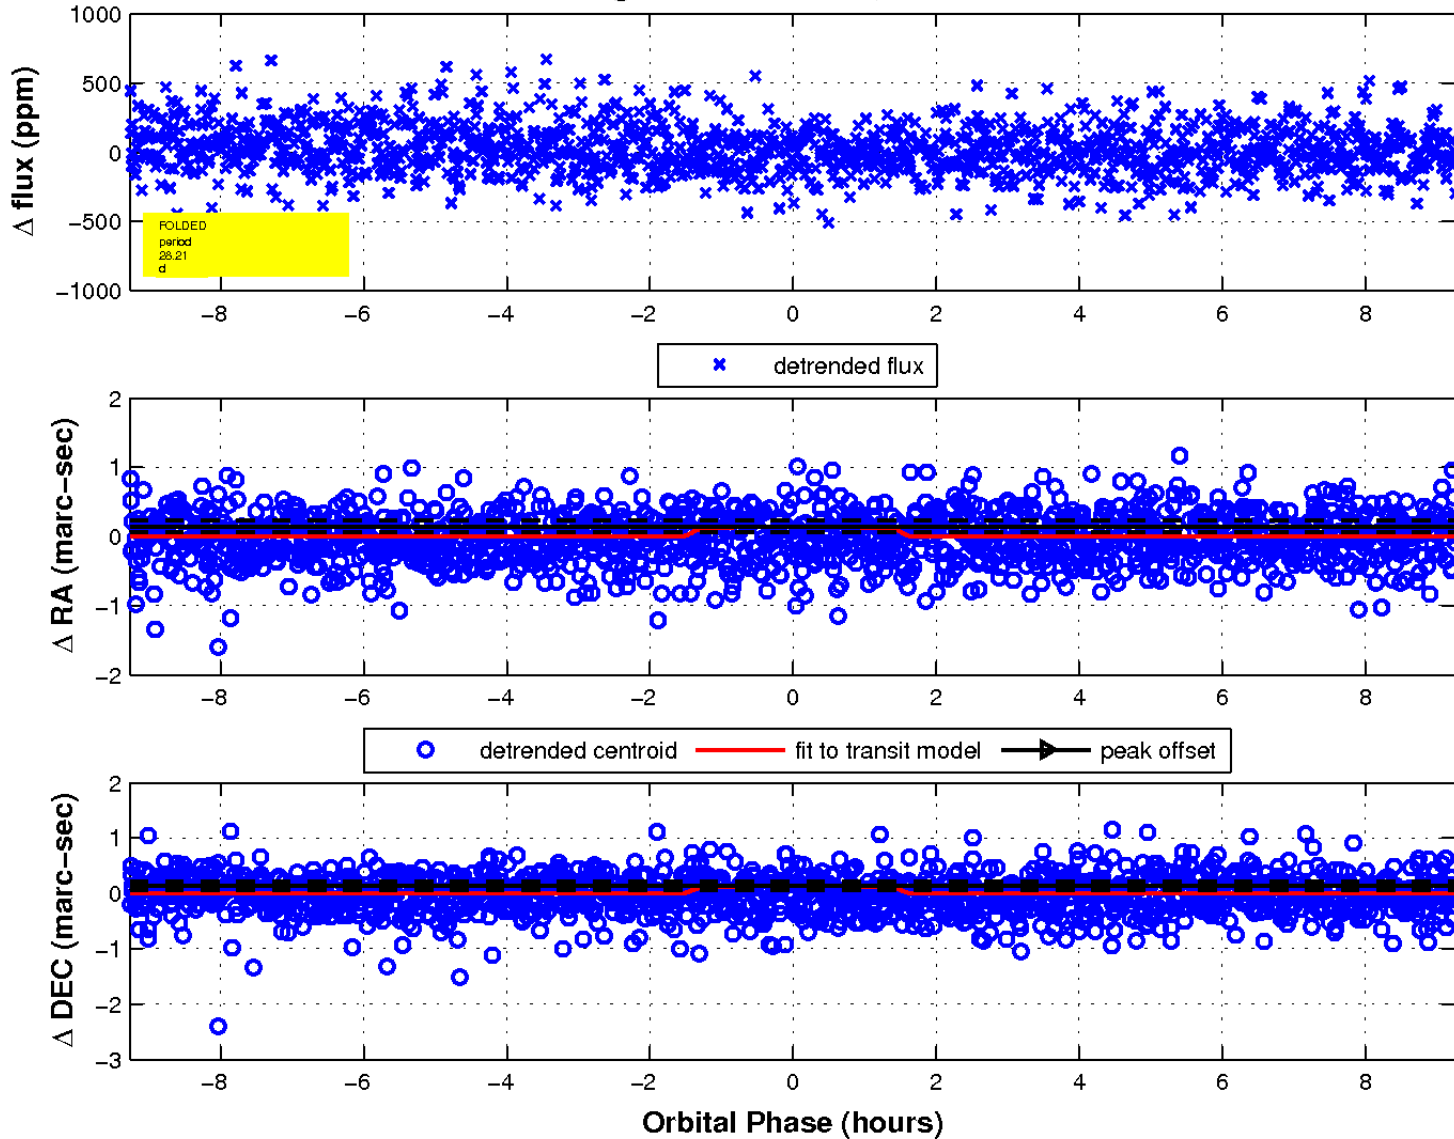 1000
500
0
−500
−1000
Δ flux (ppm)
FOLDED
period
28.21
d
−8 −6 −4 −2 0 2 4 6 8
detrended flux
2
1
0
−1
−2
Δ RA (marc−sec)
−8 −6 −4 −2 0 2 4 6 8
detrended centroid fit to transit model peak offset
2
1
0
−1
−2
−3
Δ DEC (marc−sec)
−8 −6 −4 −2 0 2 4 6 8
Orbital Phase (hours)